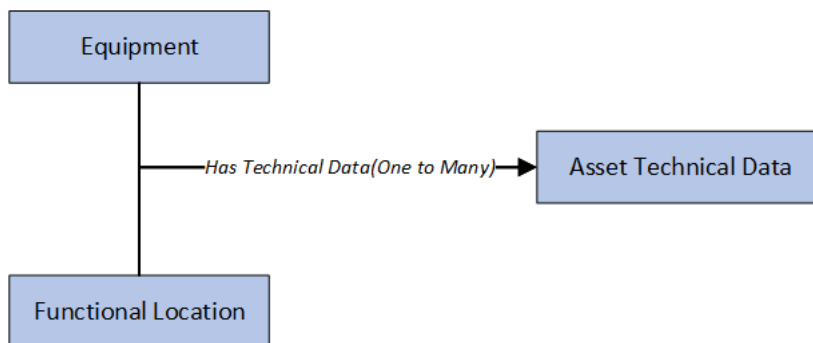 Equipment
Has Technical Data(One to Many)
Asset Technical Data
Functional Location